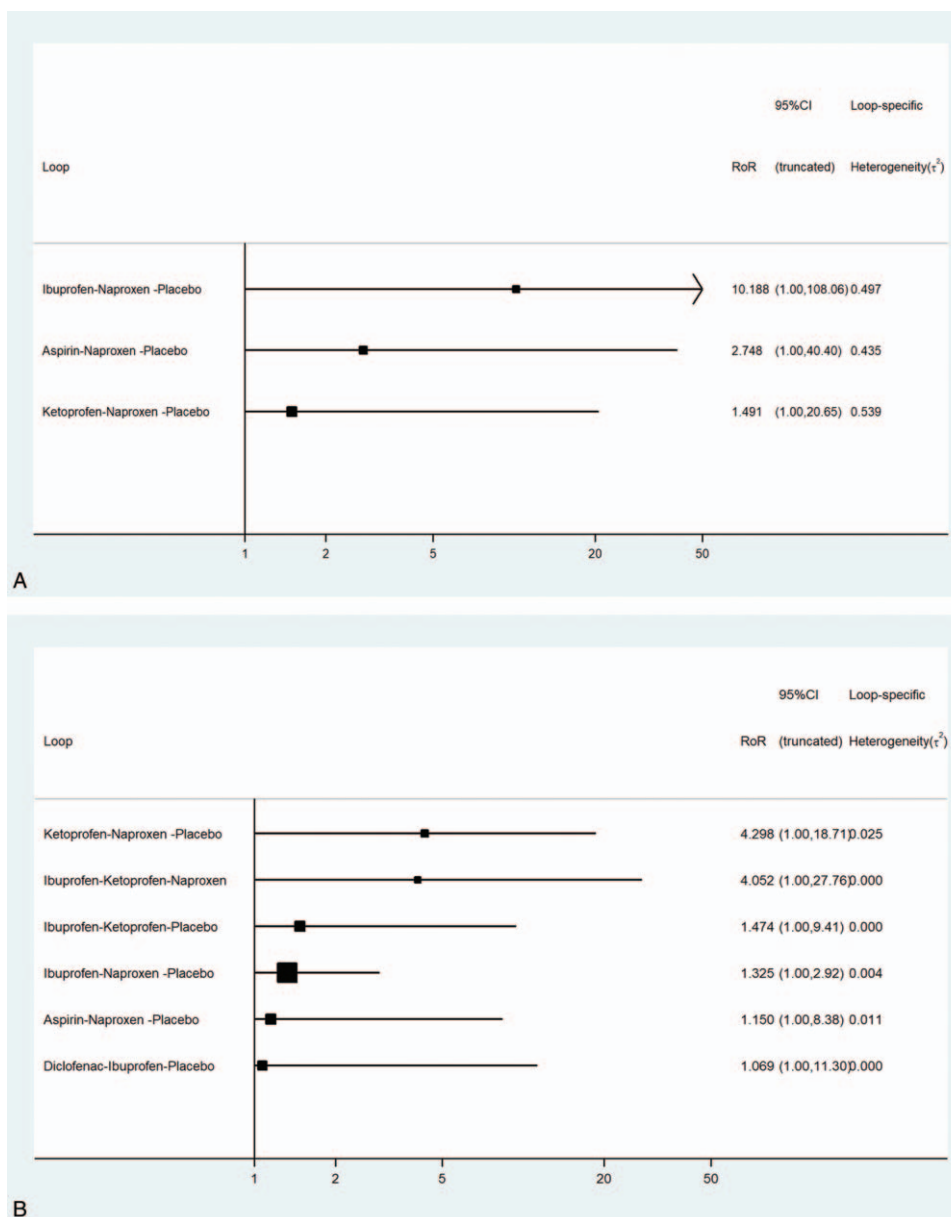 95%CI Loop-specific
Loop RoR (truncated) Heterogeneity(τ²)
Ibuprofen-Naproxen -Placebo 10.188 (1.00,108.06) 0.497
Aspirin-Naproxen -Placebo 2.748 (1.00,40.40) 0.435
Ketoprofen-Naproxen -Placebo 1.491 (1.00,20.65) 0.539
1 2 5 20 50
A
95%CI Loop-specific
Loop RoR (truncated) Heterogeneity(τ²)
Ketoprofen-Naproxen -Placebo 4.298 (1.00,18.71) 0.025
Ibuprofen-Ketoprofen-Naproxen 4.052 (1.00,27.76) 0.000
Ibuprofen-Ketoprofen-Placebo 1.474 (1.00,9.41) 0.000
Ibuprofen-Naproxen -Placebo 1.325 (1.00,2.92) 0.004
Aspirin-Naproxen -Placebo 1.150 (1.00,8.38) 0.011
Diclofenac-Ibuprofen-Placebo 1.069 (1.00,11.30) 0.000
1 2 5 20 50
B